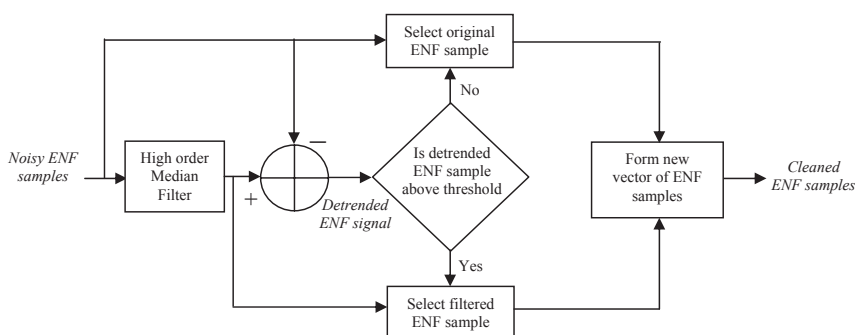 Select original
ENF sample
No
Noisy ENF
samples
High order
Median
Filter
−
+
Detrended
ENF signal
Is detrended
ENF Sample
above threshold
Form new
vector of ENF
samples
Cleaned
ENF samples
Yes
Select filtered
ENF sample